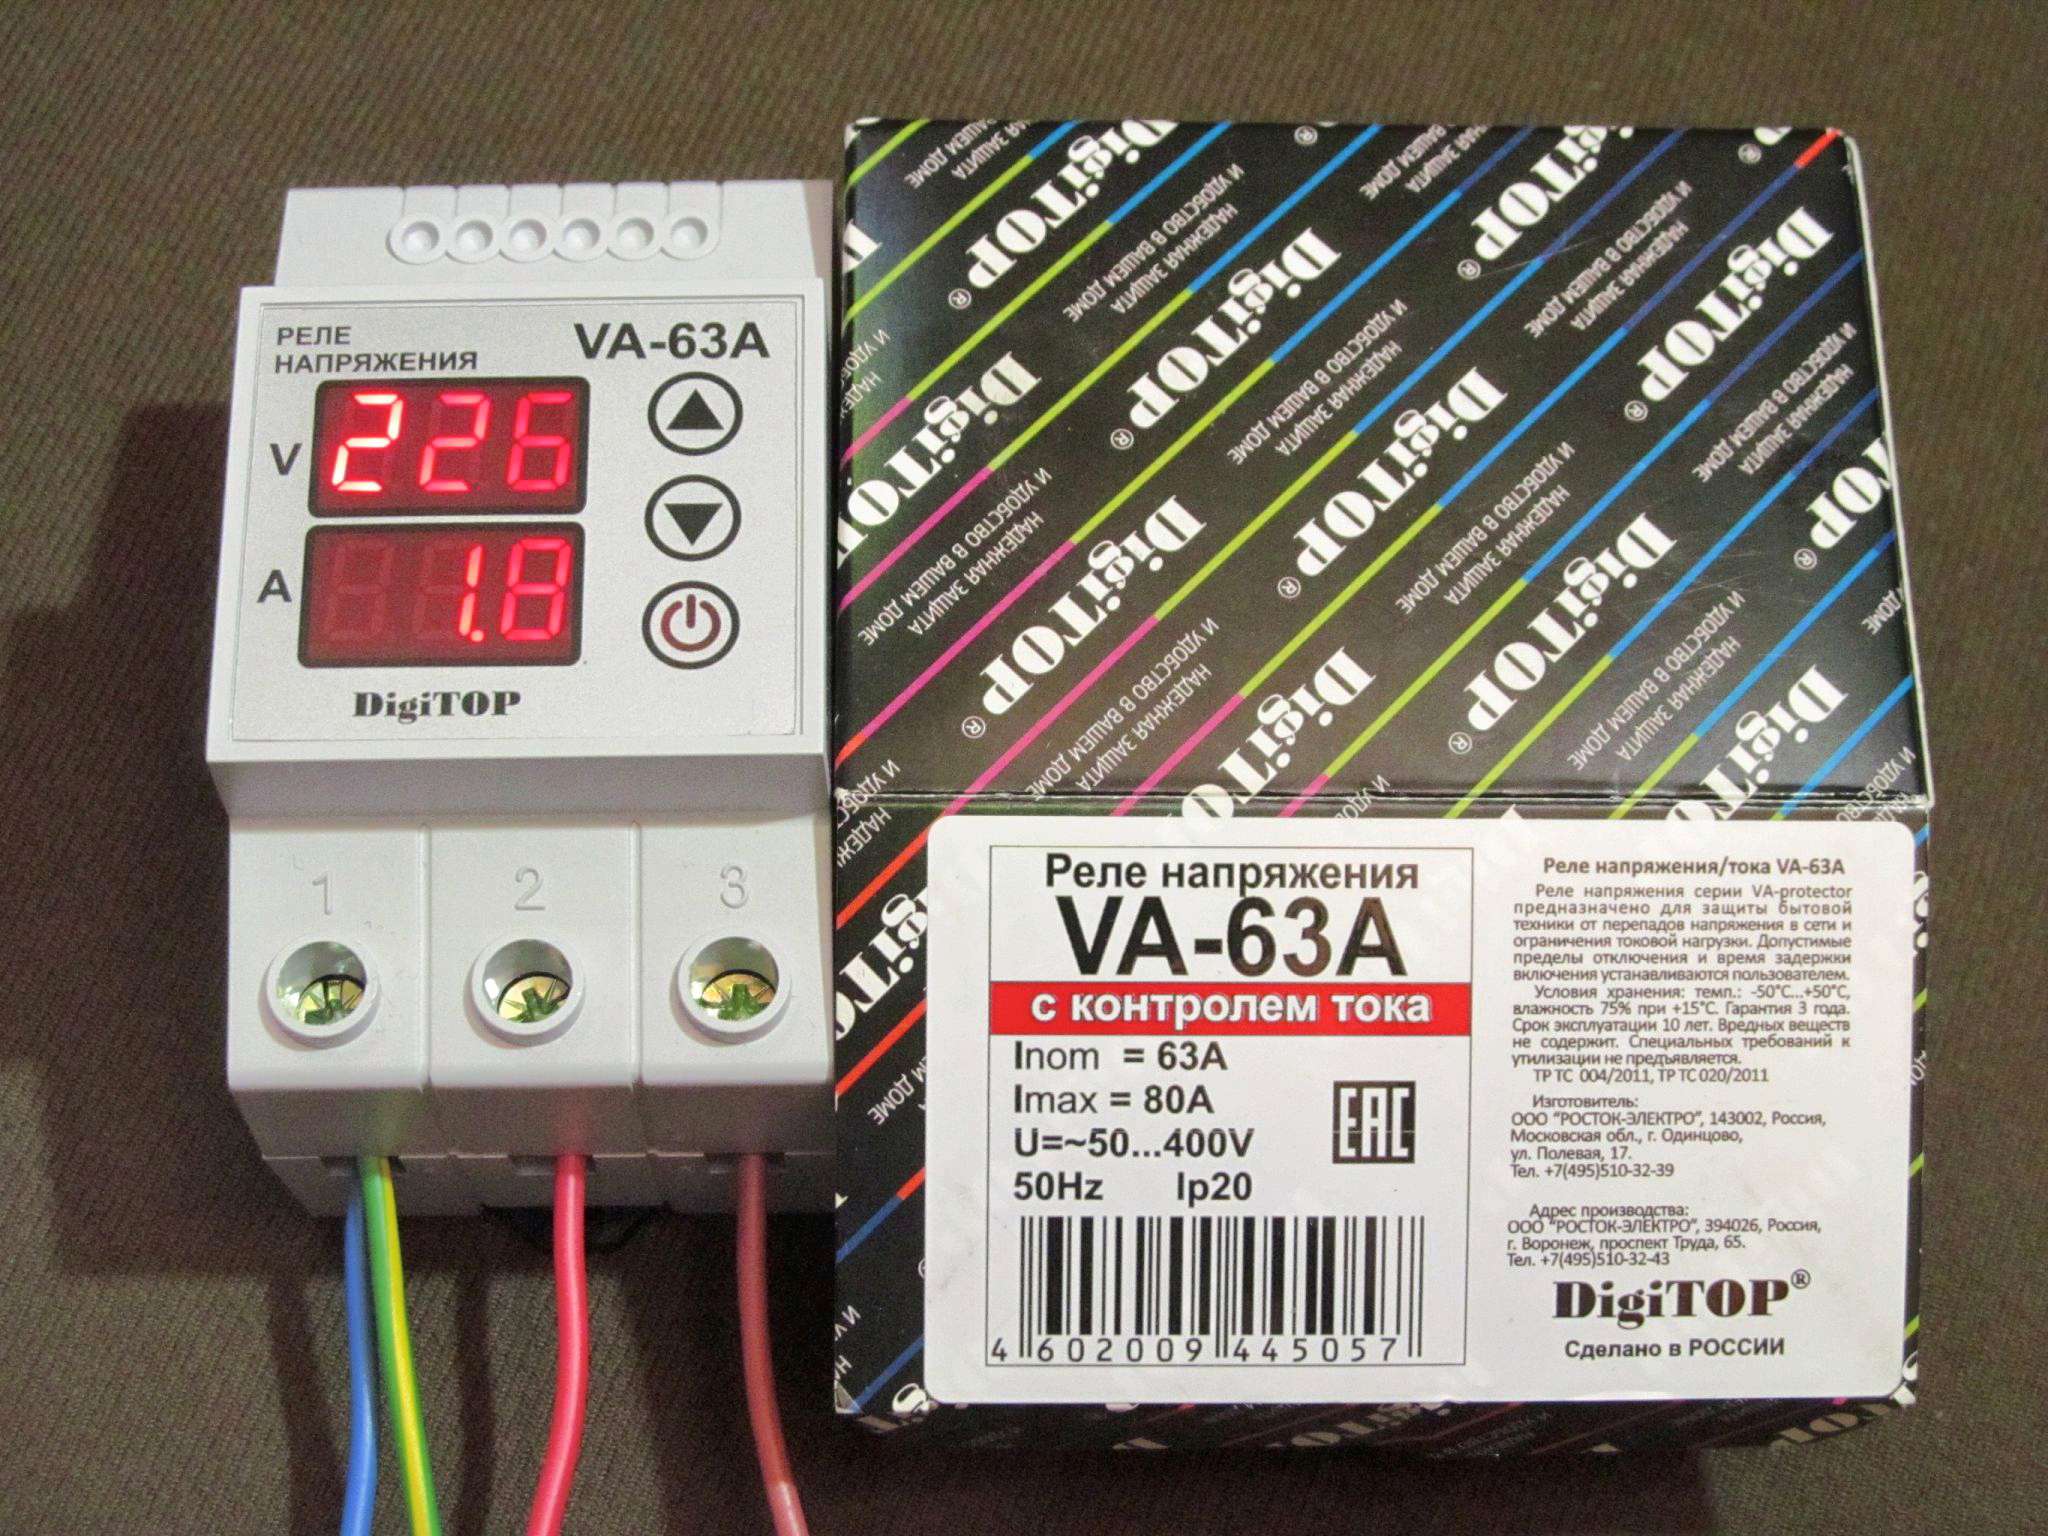 РЕЛЕ
НАПРЯЖЕНИЯ
VA-63A
V
226
A
1.8
DigiTOP
1 2 3
DigiTOP®
НАДЕЖНАЯ ЗАЩИТА
И УДОБСТВО В ВАШЕМ ДОМЕ
Реле напряжения
VA-63A
с контролем тока
Inom = 63A
Imax = 80A
U=~50...400V
50Hz Ip20
EAC
4 602009 445057
Реле напряжения/тока VA-63A
Реле напряжения серии VA-protector
предназначено для защиты бытовой
техники от перепадов напряжения в сети и
ограничения токовой нагрузки. Допустимые
пределы отключения и время задержки
включения устанавливаются пользователем.
Условия хранения: темп.: -50°С...+50°С,
влажность 75% при +15°С. Гарантия 3 года.
Срок эксплуатации 10 лет. Вредных веществ
не содержит. Специальных требований к
утилизации не предъявляется.
ТР ТС 004/2011, ТР ТС 020/2011
Изготовитель:
ООО "РОСТОК-ЭЛЕКТРО", 143002, Россия,
Московская обл., г. Одинцово,
ул. Полевая, 17.
Тел. +7(495)510-32-39
Адрес производства:
ООО "РОСТОК-ЭЛЕКТРО", 394026, Россия,
г. Воронеж, проспект Труда, 65.
Тел. +7(495)510-32-43
DigiTOP®
Сделано в РОССИИ